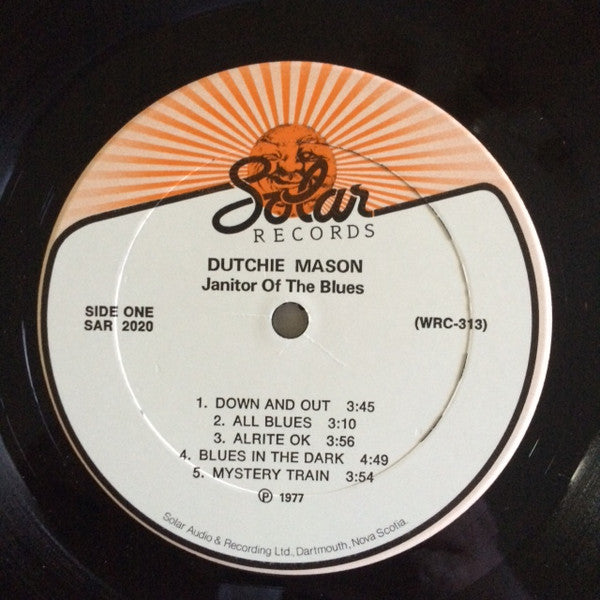 Solar
RECORDS
DUTCHIE MASON
Janitor Of The Blues
SIDE ONE
SAR 2020
(WRC-313)
1. DOWN AND OUT 3:45
2. ALL BLUES 3:10
3. ALRITE OK 3:56
4. BLUES IN THE DARK 4:49
5. MYSTERY TRAIN 3:54
℗ 1977
Solar Audio & Recording Ltd., Dartmouth, Nova Scotia.